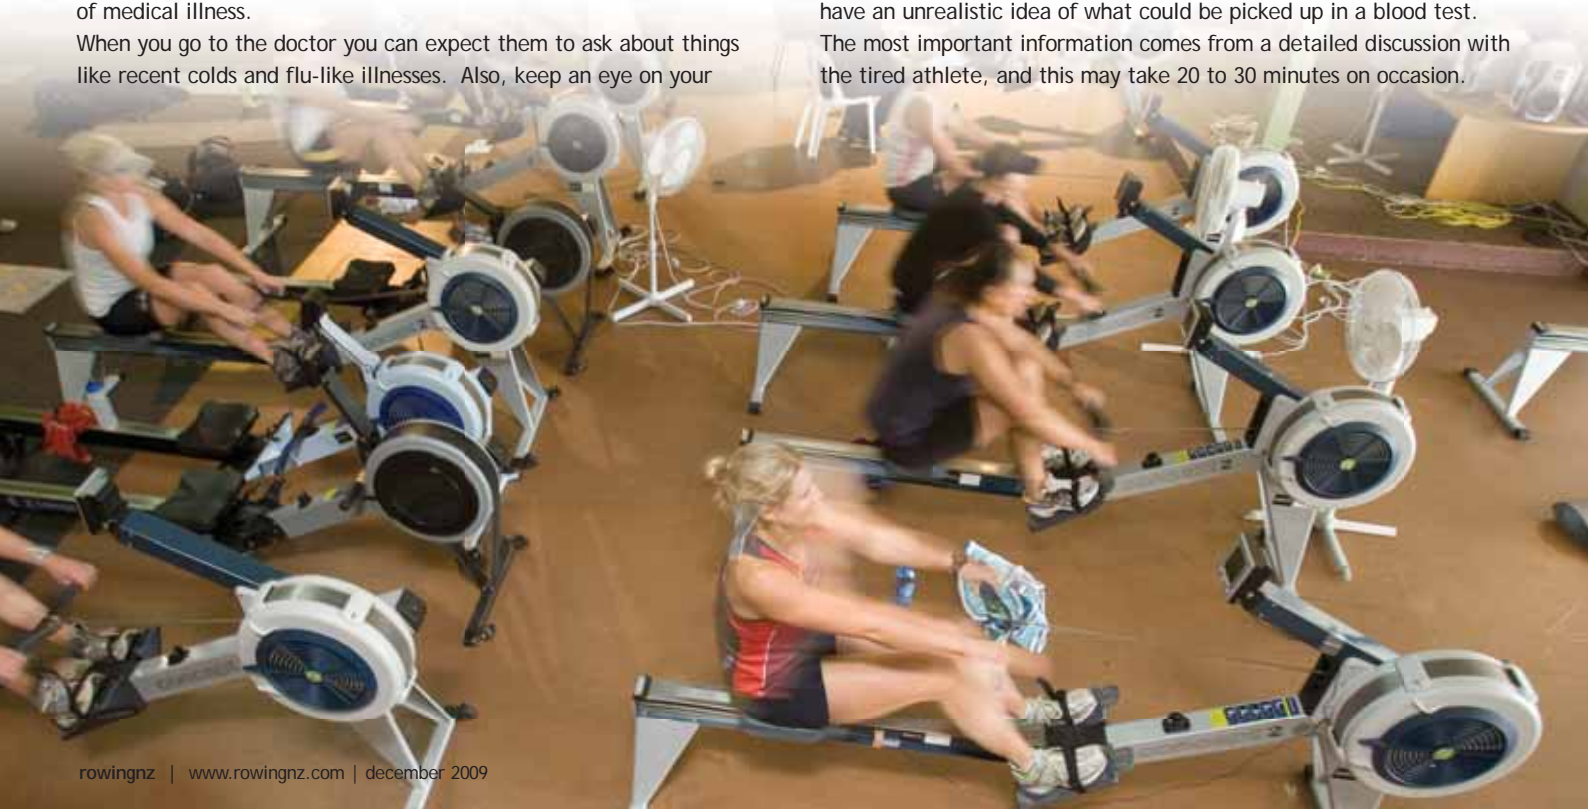 of medical illness.
When you go to the doctor you can expect them to ask about things
like recent colds and flu-like illnesses.  Also, keep an eye on your
have an unrealistic idea of what could be picked up in a blood test.
The most important information comes from a detailed discussion with
the tired athlete, and this may take 20 to 30 minutes on occasion.
rowingnz | www.rowingnz.com | december 2009